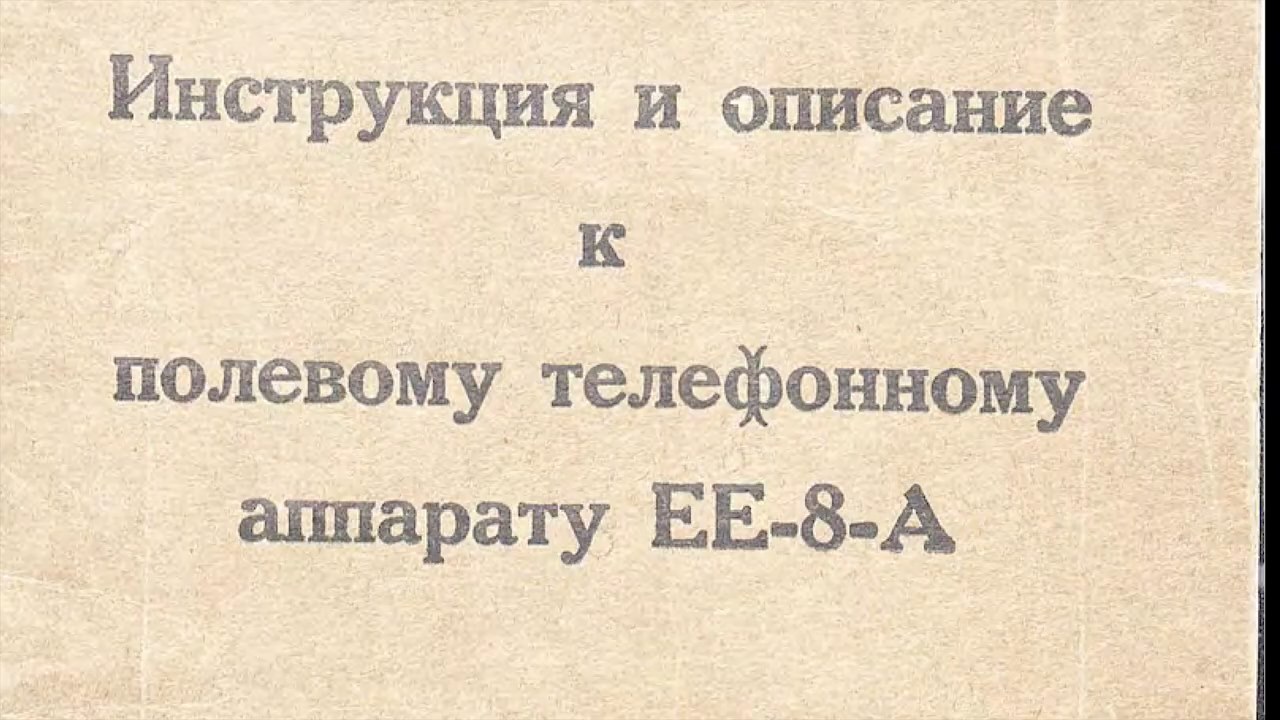 Инструкция и описание
к
полевому телефонному
аппарату ЕЕ-8-А